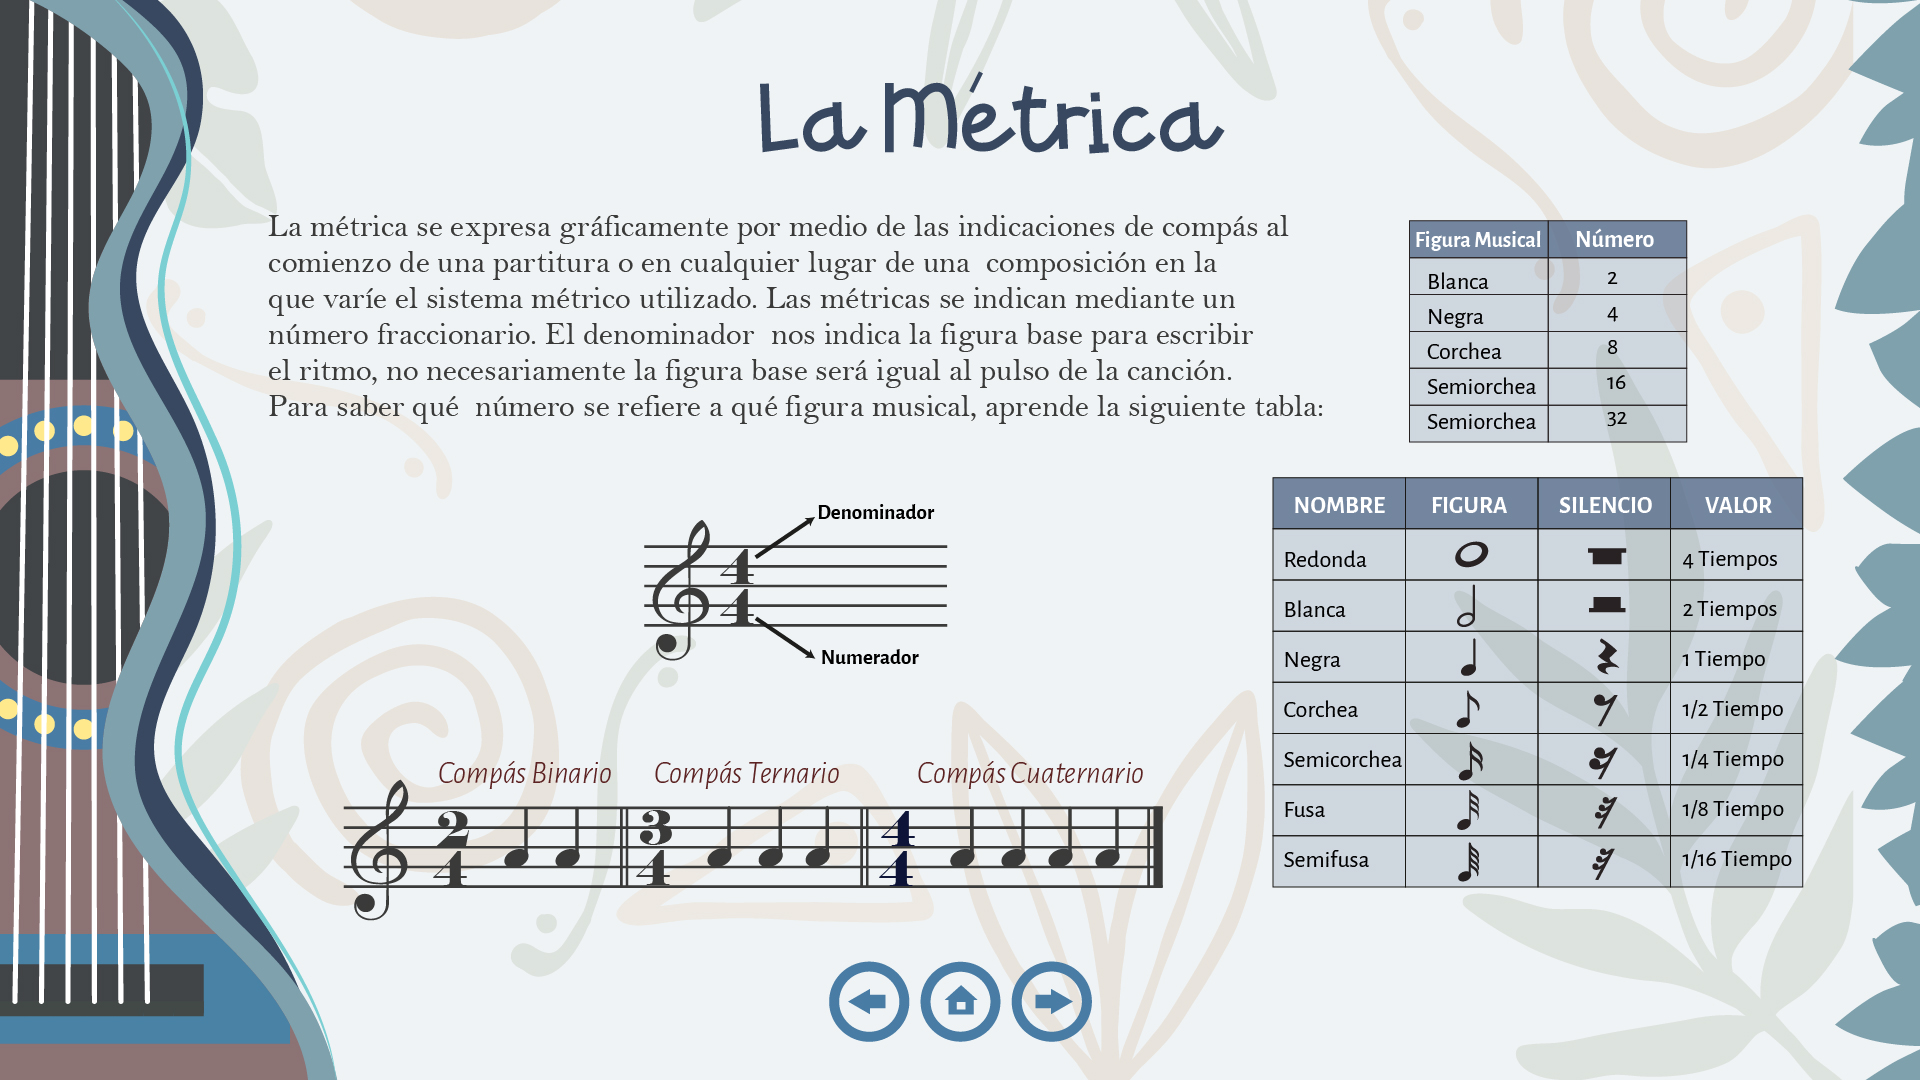 La Métrica
La métrica se expresa gráficamente por medio de las indicaciones de compás al
comienzo de una partitura o en cualquier lugar de una composición en la
que varíe el sistema métrico utilizado. Las métricas se indican mediante un
número fraccionario. El denominador nos indica la figura base para escribir
el ritmo, no necesariamente la figura base será igual al pulso de la canción.
Para saber qué número se refiere a qué figura musical, aprende la siguiente tabla:
Figura Musical Número
Blanca 2
Negra 4
Corchea 8
Semiorchea 16
Semiorchea 32
Denominador
4
4
Numerador
NOMBRE FIGURA SILENCIO VALOR
Redonda 4 Tiempos
Blanca 2 Tiempos
Negra 1 Tiempo
Corchea 1/2 Tiempo
Semicorchea 1/4 Tiempo
Fusa 1/8 Tiempo
Semifusa 1/16 Tiempo
Compás Binario Compás Ternario Compás Cuaternario
2 3 4
4 4 4